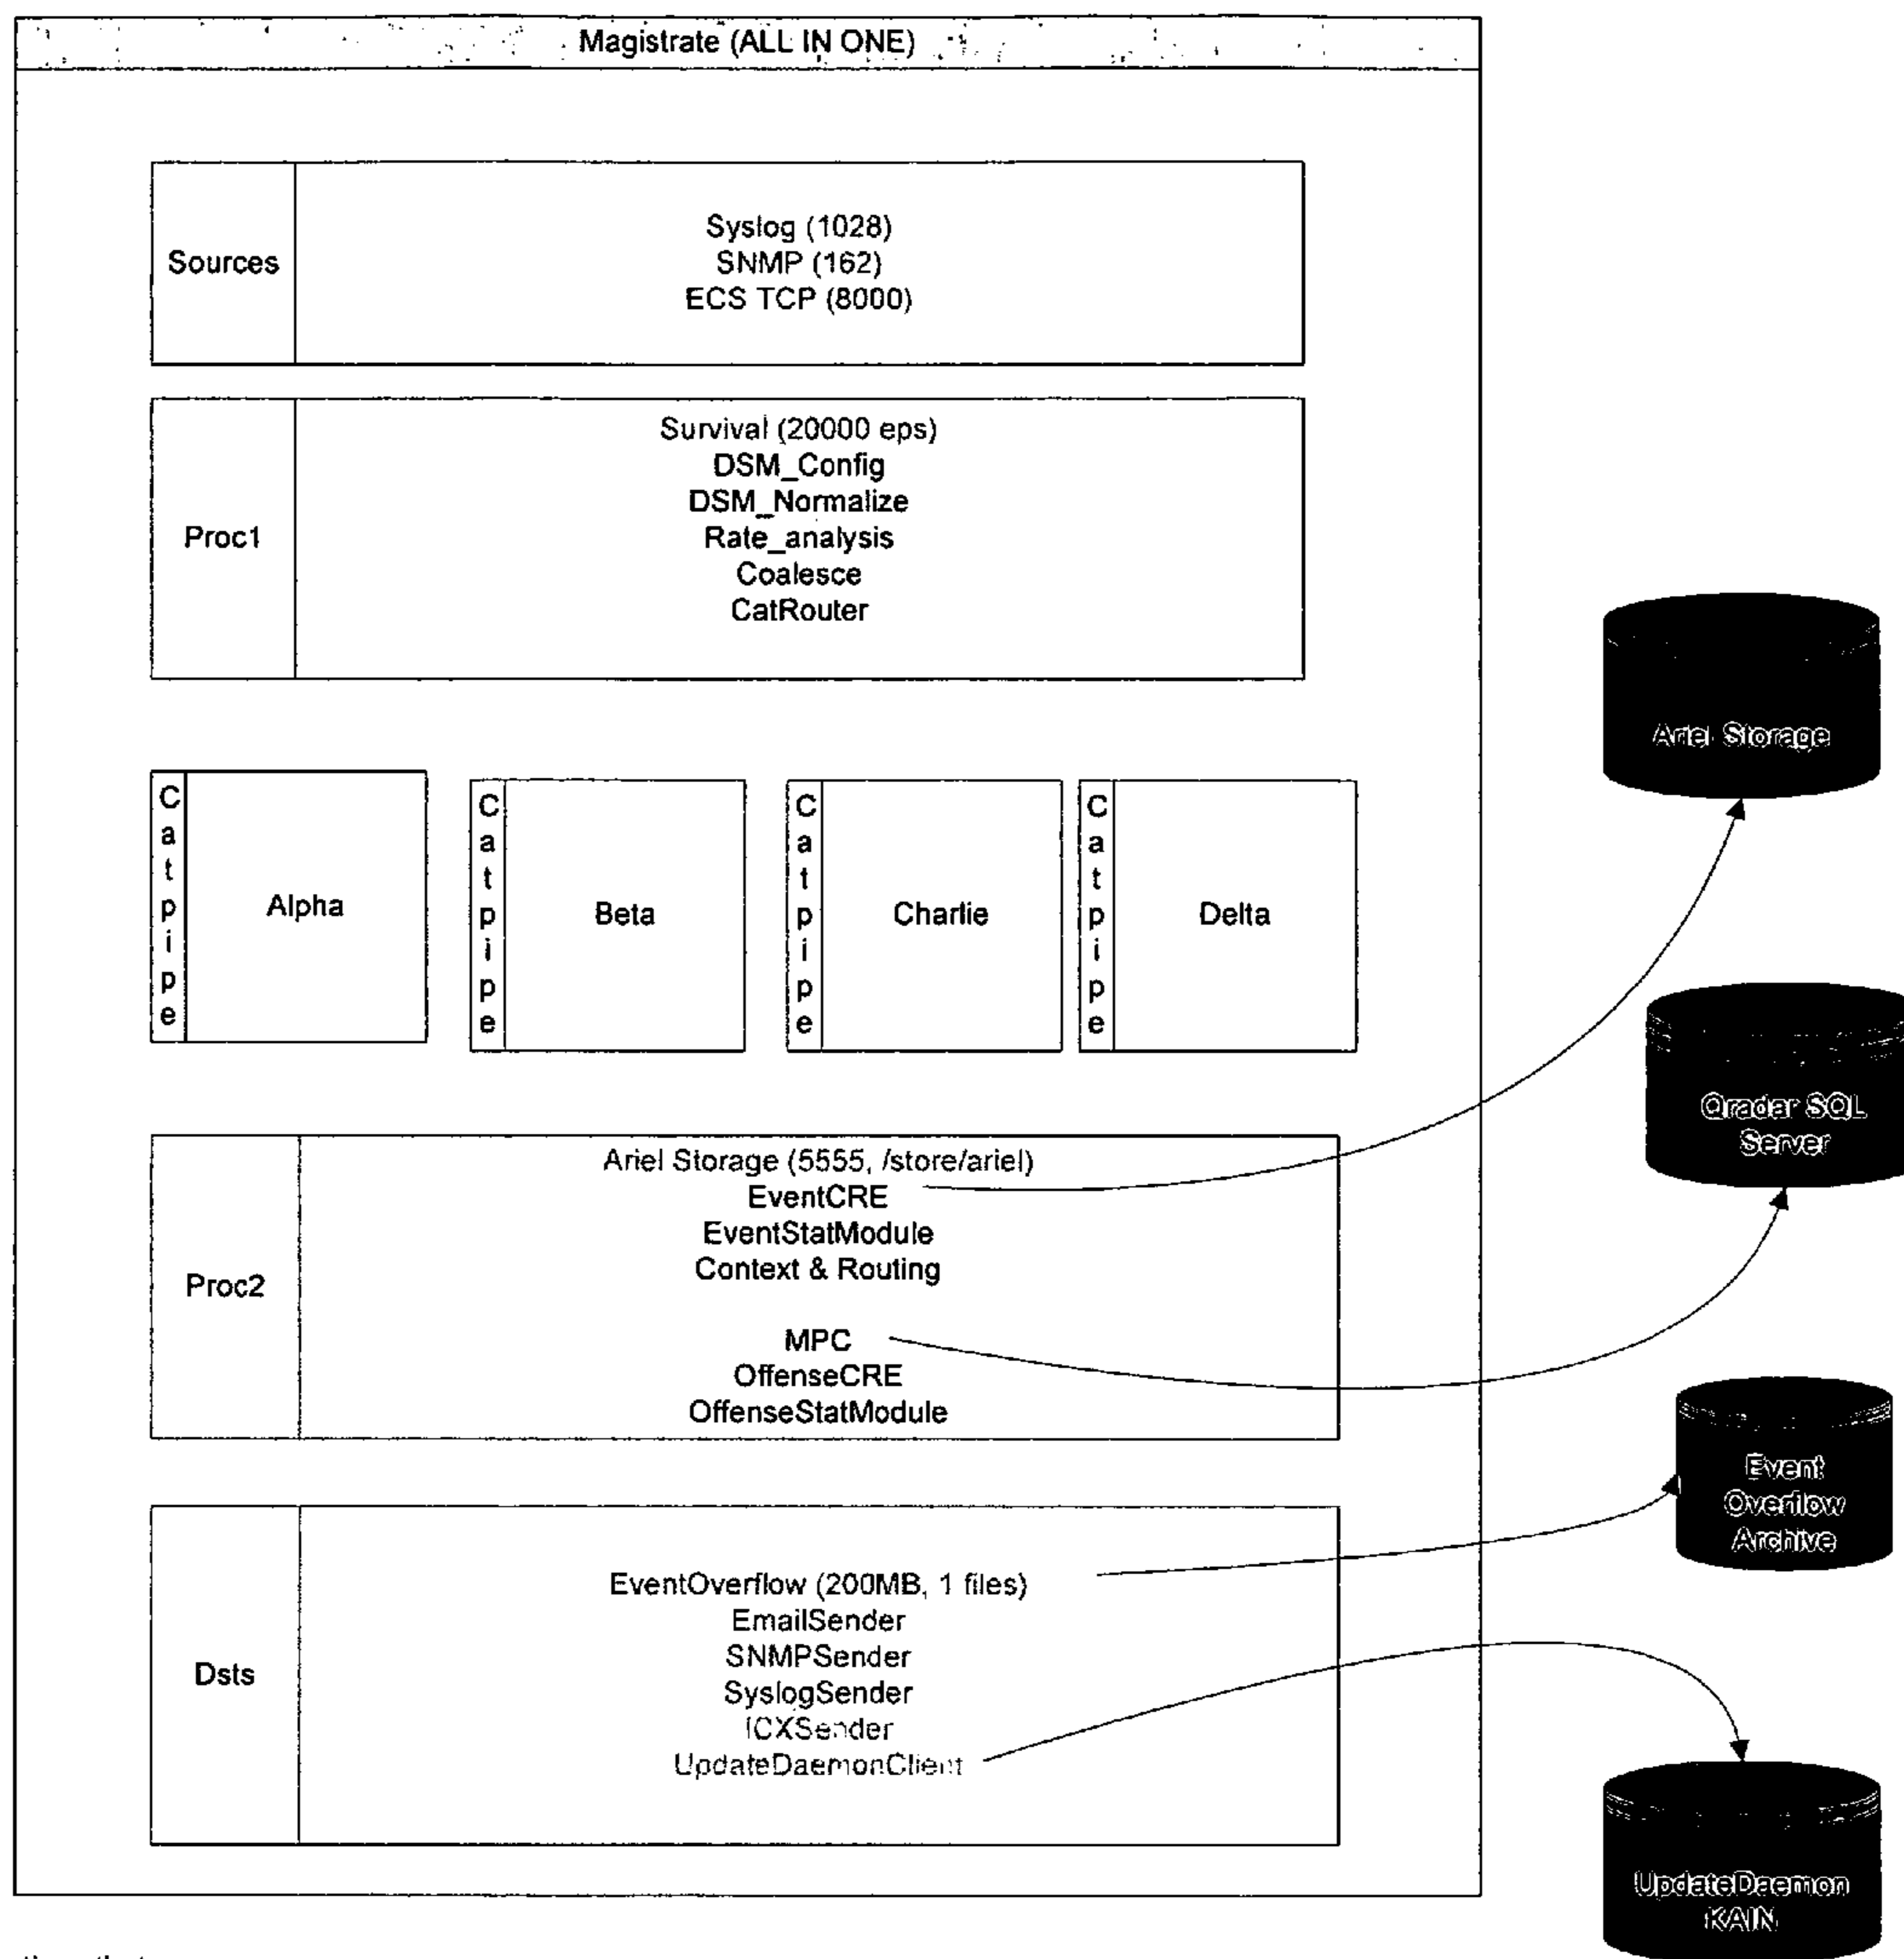 Magistrate (ALL IN ONE)
Sources
Syslog (1028)
SNMP (162)
ECS TCP (8000)
Proc1
Survival (20000 eps)
DSM_Config
DSM_Normalize
Rate_analysis
Coalesce
CatRouter
Catpipe
Alpha
Catpipe
Beta
Catpipe
Charlie
Catpipe
Delta
Proc2
Ariel Storage (5555, /store/ariel)
EventCRE
EventStatModule
Context & Routing
MPC
OffenseCRE
OffenseStatModule
Dsts
EventOverflow (200MB, 1 files)
EmailSender
SNMPSender
SyslogSender
ICXSender
UpdateDaemonClient
Ariel Storage
Qradar SQL
Server
Event
Overflow
Archive
UpdateDaemon
KAIN